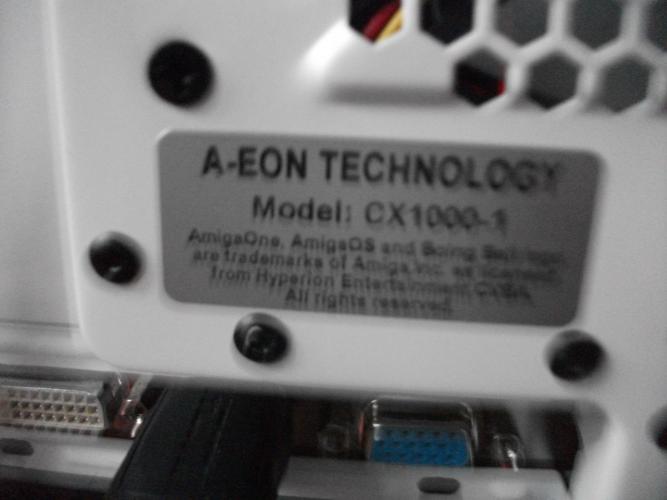 A-EON TECHNOLOGY
Model: CX1000-1
AmigaOne, AmigaOS and Boing Ball logo
are trademarks of Amiga, Inc. as licensed
from Hyperion Entertainment CVBA
All rights reserved.